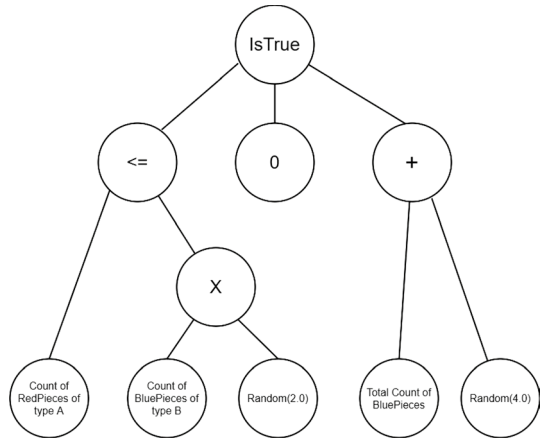 IsTrue
<=
0
+
X
Count of
RedPieces of
type A
Count of
BluePieces of
type B
Random(2.0)
Total Count of
BluePieces
Random(4.0)